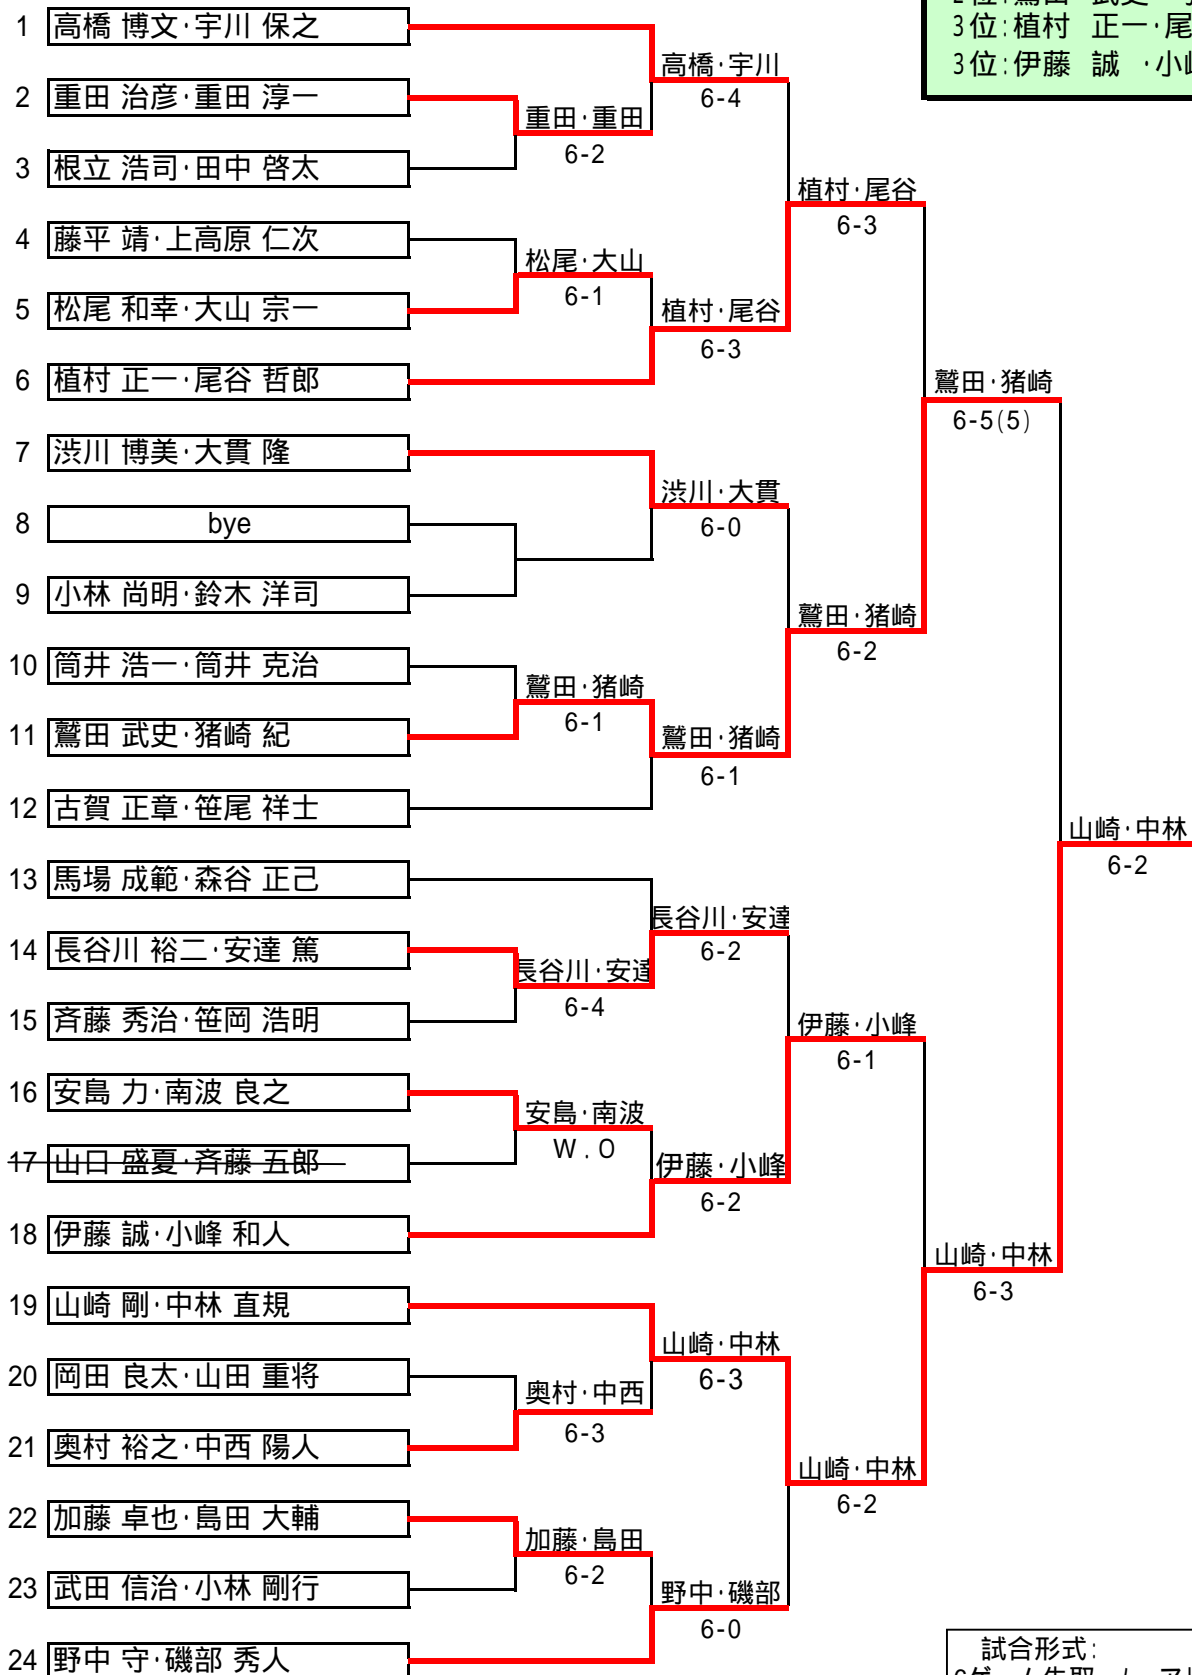 1 高橋 博文・宇川 保之
2 重田 治彦・重田 淳一
3 根立 浩司・田中 啓太
4 藤平 靖・上高原 仁次
5 松尾 和幸・大山 宗一
6 植村 正一・尾谷 哲郎
7 渋川 博美・大貫 隆
8 bye
9 小林 尚明・鈴木 洋司
10 筒井 浩一・筒井 克治
11 鷲田 武史・猪崎 紀
12 古賀 正章・笹尾 祥士
13 馬場 成範・森谷 正己
14 長谷川 裕二・安達 篤
15 斉藤 秀治・笹岡 浩明
16 安島 力・南波 良之
17 山口 盛夏・斉藤 五郎
18 伊藤 誠・小峰 和人
19 山崎 剛・中林 直規
20 岡田 良太・山田 重将
21 奥村 裕之・中西 陽人
22 加藤 卓也・島田 大輔
23 武田 信治・小林 剛行
24 野中 守・磯部 秀人
重田・重田
6-2
松尾・大山
6-1
鷲田・猪崎
6-1
長谷川・安達
6-4
安島・南波
W.O
奥村・中西
6-3
加藤・島田
6-2
高橋・宇川
6-4
植村・尾谷
6-3
渋川・大貫
6-0
鷲田・猪崎
6-1
長谷川・安達
6-2
伊藤・小峰
6-2
山崎・中林
6-3
野中・磯部
6-0
植村・尾谷
6-3
鷲田・猪崎
6-2
伊藤・小峰
6-1
山崎・中林
6-2
鷲田・猪崎
6-5(5)
山崎・中林
6-3
山崎・中林
6-2
3位:植村 正一・尾
3位:伊藤 誠 ・小
試合形式: